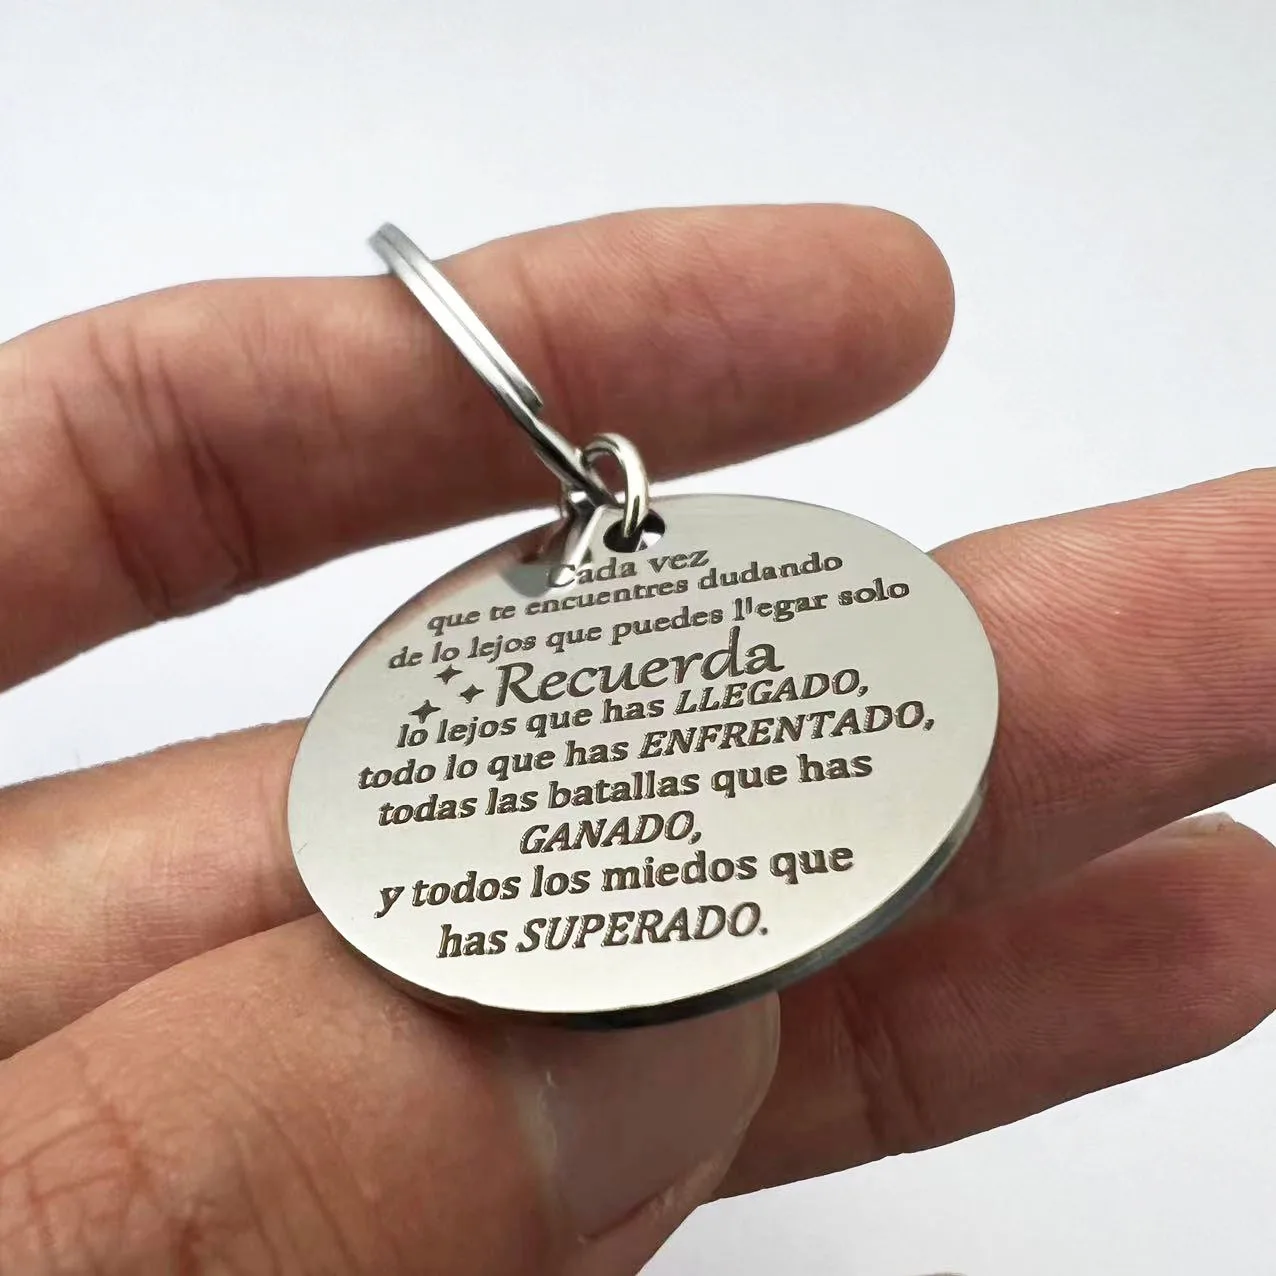 Cada vez
que te encuentres dudando
de lo lejos que puedes llegar solo
Recuerda
lo lejos que has LLEGADO,
todo lo que has ENFRENTADO,
todas las batallas que has
GANADO,
y todos los miedos que
has SUPERADO.